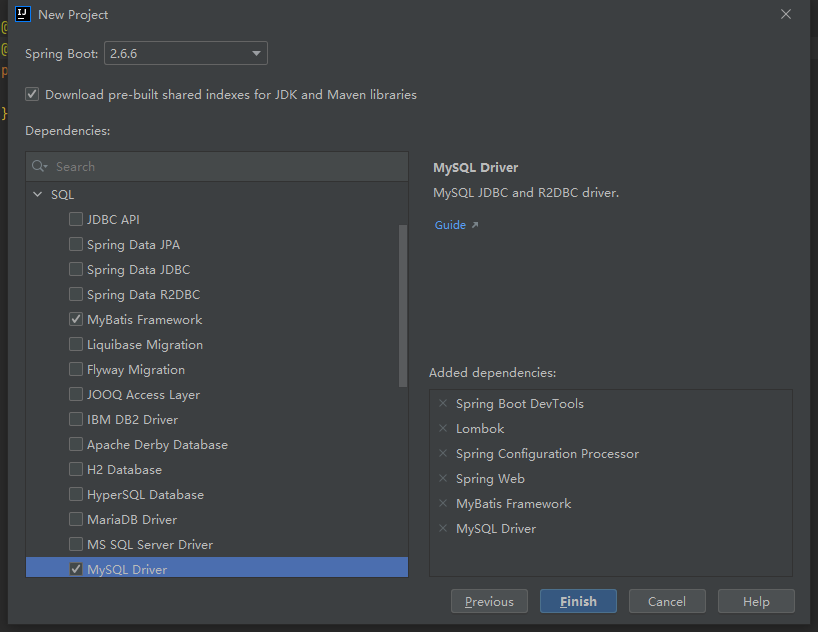 New Project
Spring Boot: 2.6.6
Download pre-built shared indexes for JDK and Maven libraries
Dependencies:
Search
SQL
JDBC API
Spring Data JPA
Spring Data JDBC
Spring Data R2DBC
MyBatis Framework
Liquibase Migration
Flyway Migration
JOOQ Access Layer
IBM DB2 Driver
Apache Derby Database
H2 Database
HyperSQL Database
MariaDB Driver
MS SQL Server Driver
MySQL Driver
MySQL Driver
MySQL JDBC and R2DBC driver.
Guide ↗
Added dependencies:
× Spring Boot DevTools
× Lombok
× Spring Configuration Processor
× Spring Web
× MyBatis Framework
× MySQL Driver
Previous Finish Cancel Help